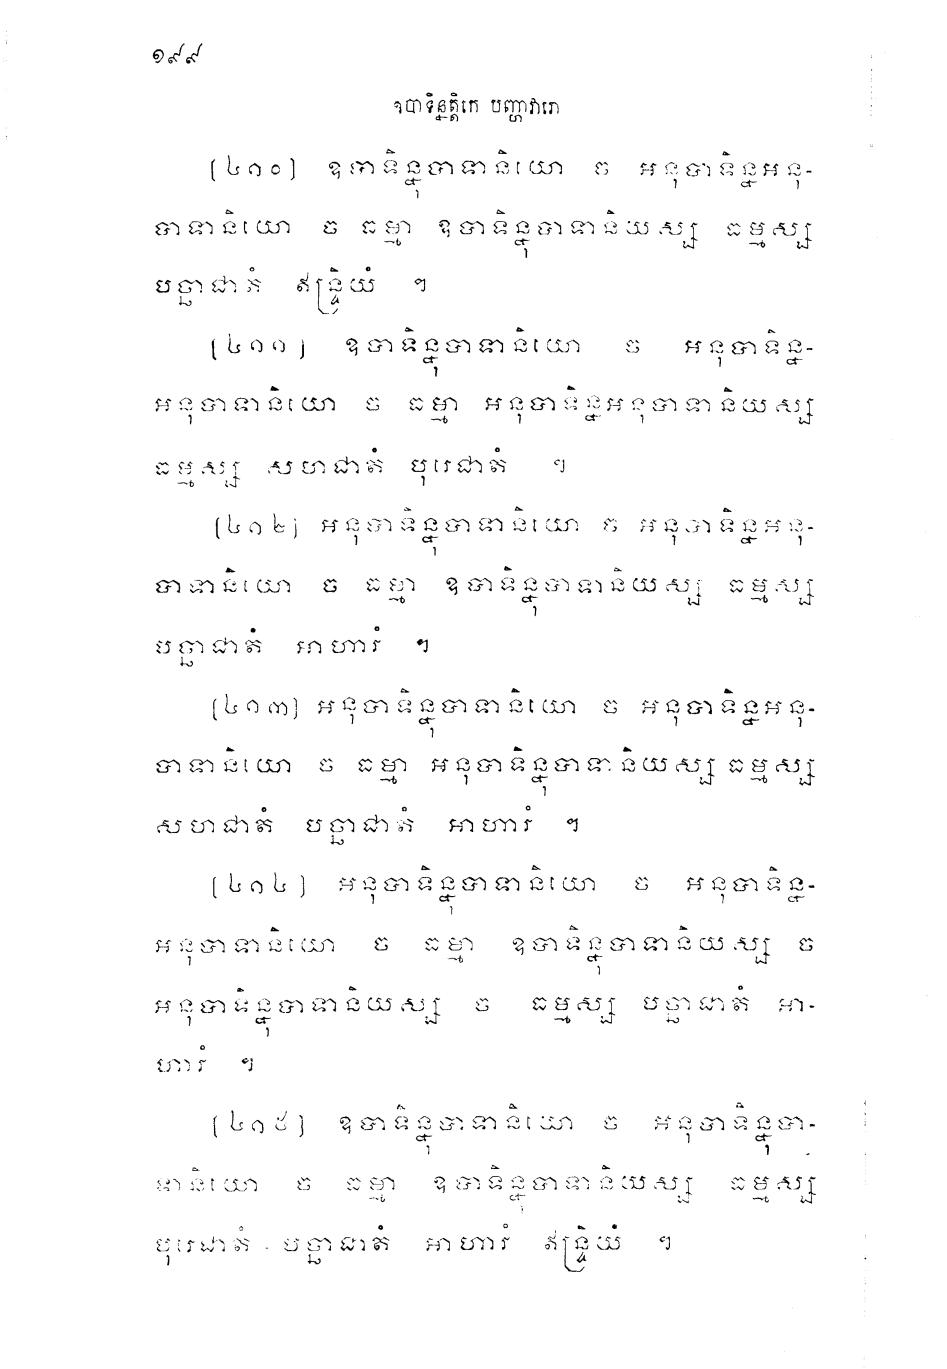 ១៩៩
ឧបាទិន្នត្តិកេ បញ្ហាវារោ
[៤១០] ឧបាទិន្នុបាទានិយោ ច អនុបាទិន្នអនុ-
បាទានិយោ ច ធម្មា ឧបាទិន្នុបាទានិយស្ស ធម្មស្ស
បច្ឆាជាតំ ឥន្ទ្រិយំ ។
[៤១១] ឧបាទិន្នុបាទានិយោ ច អនុបាទិន្ន-
អនុបាទានិយោ ច ធម្មា អនុបាទិន្នអនុបាទានិយស្ស
ធម្មស្ស សហជាតំ បុរេជាតំ ។
[៤១២] អនុបាទិន្នុបាទានិយោ ច អនុបាទិន្នអនុ-
បាទានិយោ ច ធម្មា ឧបាទិន្នុបាទានិយស្ស ធម្មស្ស
បច្ឆាជាតំ អាហារំ ។
[៤១៣] អនុបាទិន្នុបាទានិយោ ច អនុបាទិន្នអនុ-
បាទានិយោ ច ធម្មា អនុបាទិន្នុបាទានិយស្ស ធម្មស្ស
សហជាតំ បច្ឆាជាតំ អាហារំ ។
[៤១៤] អនុបាទិន្នុបាទានិយោ ច អនុបាទិន្ន-
អនុបាទានិយោ ច ធម្មា ឧបាទិន្នុបាទានិយស្ស ច
អនុបាទិន្នុបាទានិយស្ស ច ធម្មស្ស បច្ឆាជាតំ អា-
ហារំ ។
[៤១៥] ឧបាទិន្នុបាទានិយោ ច អនុបាទិន្នុបា-
ទានិយោ ច ធម្មា ឧបាទិន្នុបាទានិយស្ស ធម្មស្ស
បុរេជាតំ បច្ឆាជាតំ អាហារំ ឥន្ទ្រិយំ ។